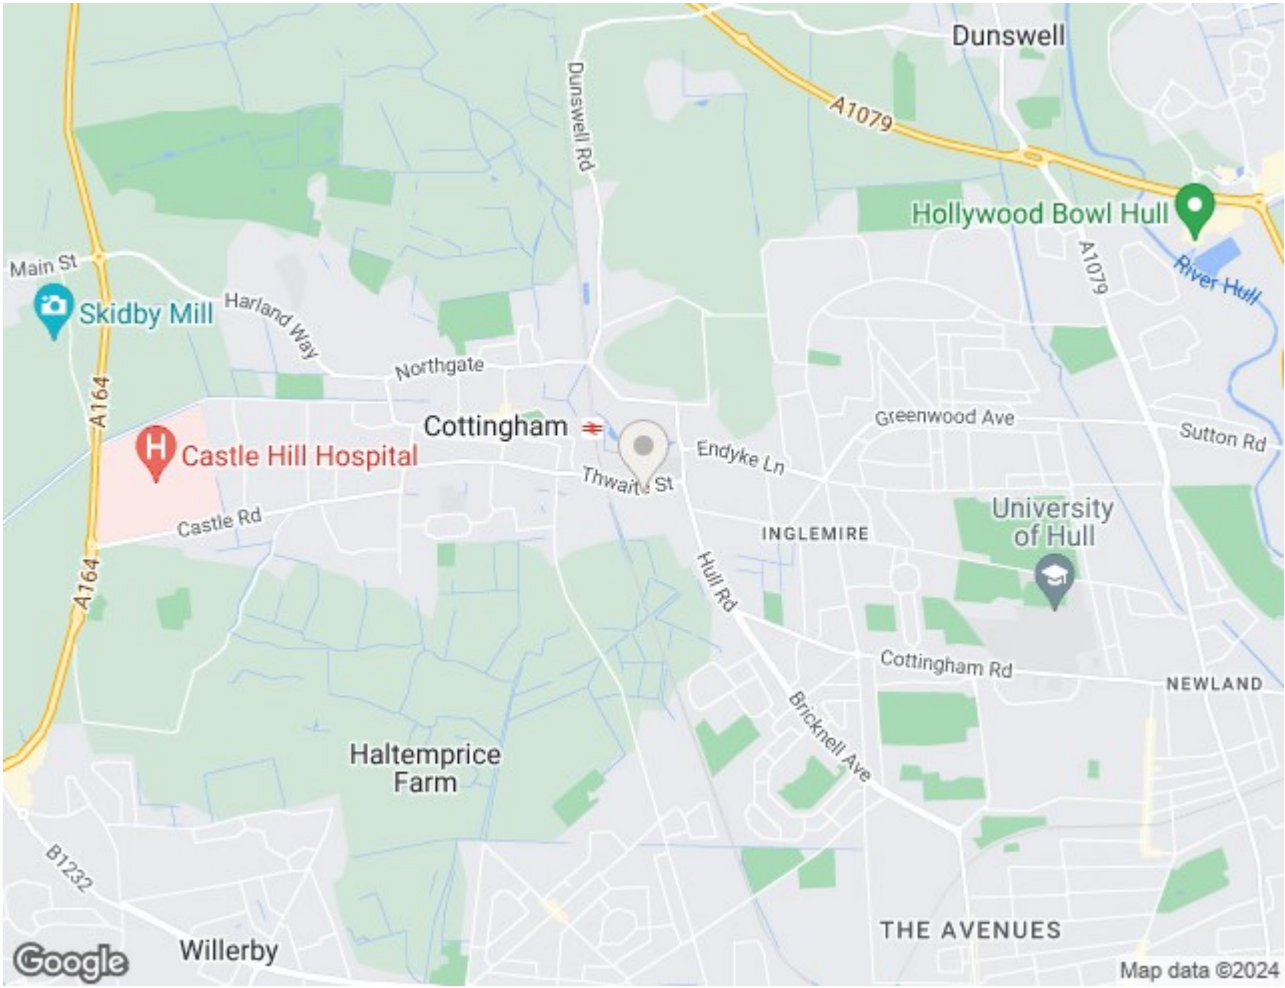 Dunswell
Dunswell Rd
A1079
Hollywood Bowl Hull
Main St
A1079
River Hull
Harland Way
Skidby Mill
Northgate
A164
Cottingham
Greenwood Ave
Sutton Rd
H
Castle Hill Hospital
Endyke Ln
Thwaite St
Castle Rd
University
of Hull
INGLEMIRE
A164
Hull Rd
Cottingham Rd
NEWLAND
Bricknell Ave
Haltemprice
Farm
B1232
THE AVENUES
Willerby
Google
Map data ©2024